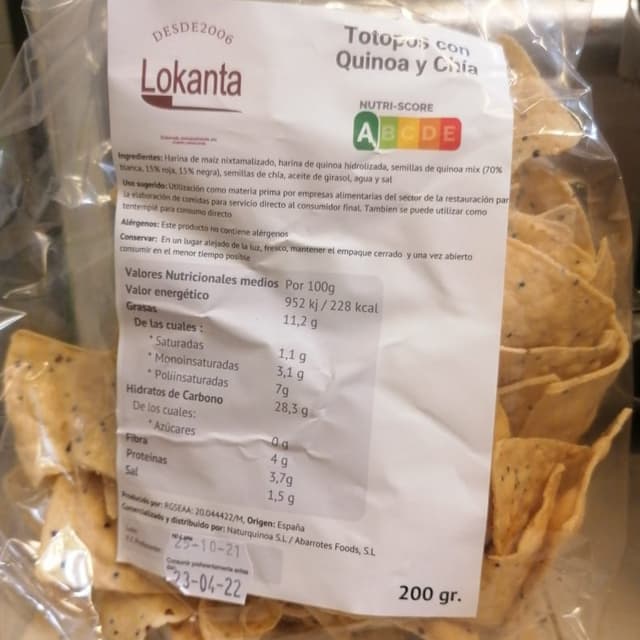 DESDE2006
Lokanta
Totopos con
Quinoa y Chía
NUTRI-SCORE
A B C D E
Ingredientes: Harina de maíz nixtamalizado, harina de quinoa hidrolizada, semillas de quinoa mix (70%
blanca, 15% roja, 15% negra), semillas de chía, aceite de girasol, agua y sal
Uso sugerido: Utilización como materia prima por empresas alimentarias del sector de la restauración par
la elaboración de comidas para servicio directo al consumidor final. Tambien se puede utilizar como
tentempié para consumo directo
Alérgenos: Este producto no contiene alérgenos
Conservar: En un lugar alejado de la luz, fresco, mantener el empaque cerrado y una vez abierto
consumir en el menor tiempo posible
Valores Nutricionales medios Por 100g
Valor energético 952 kj / 228 kcal
Grasas 11,2 g
De las cuales :
* Saturadas 1,1 g
* Monoinsaturadas 3,1 g
* Poliinsaturadas 7g
Hidratos de Carbono 28,3 g
De los cuales:
* Azúcares 0 g
Fibra 4 g
Proteinas 3,7g
Sal 1,5 g
Producido por: RGSEAA: 20.044422/M, Origen: España
Comercializado y distribuido por: Naturquinoa S.L / Abarrotes Foods, S.L
25-10-21
Consumir preferentemente antes
23-04-22
200 gr.